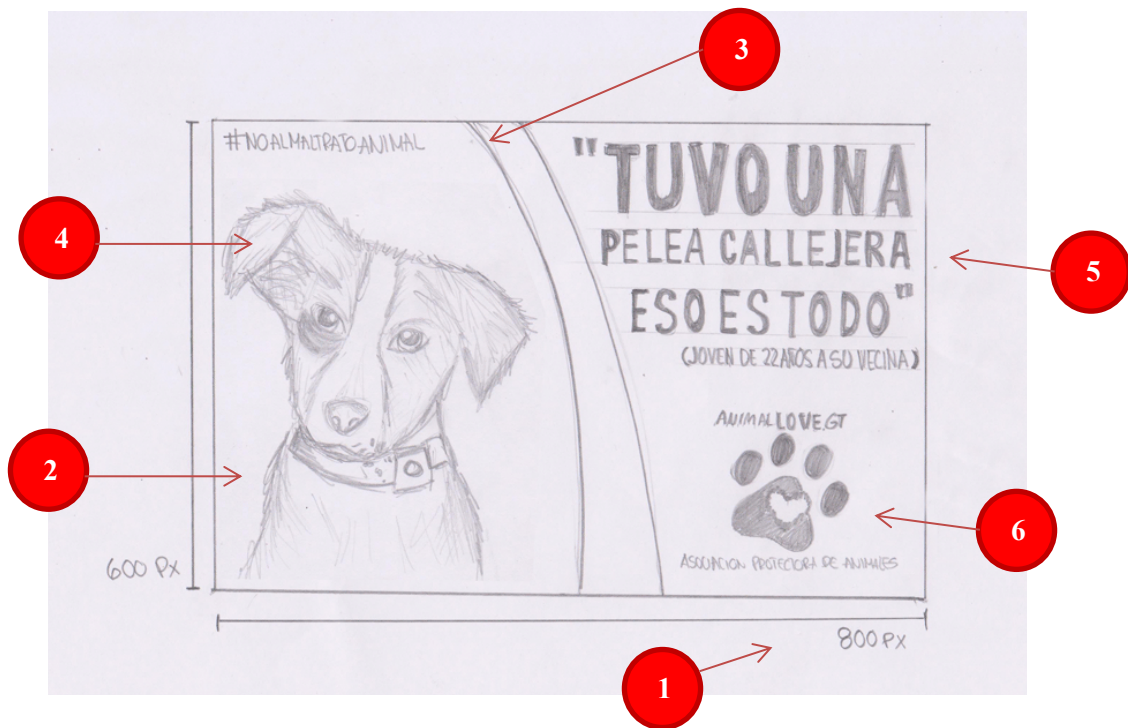 3
#NOALMALTRATOANIMAL
"TUVO UNA
PELEA CALLEJERA
ESO ES TODO"
(JOVEN DE 22 AÑOS A SU VECINA)
4
5
2
ANIMALLOVE.GT
6
ASOCIACION PROTECTORA DE ANIMALES
600 PX
800 PX
1